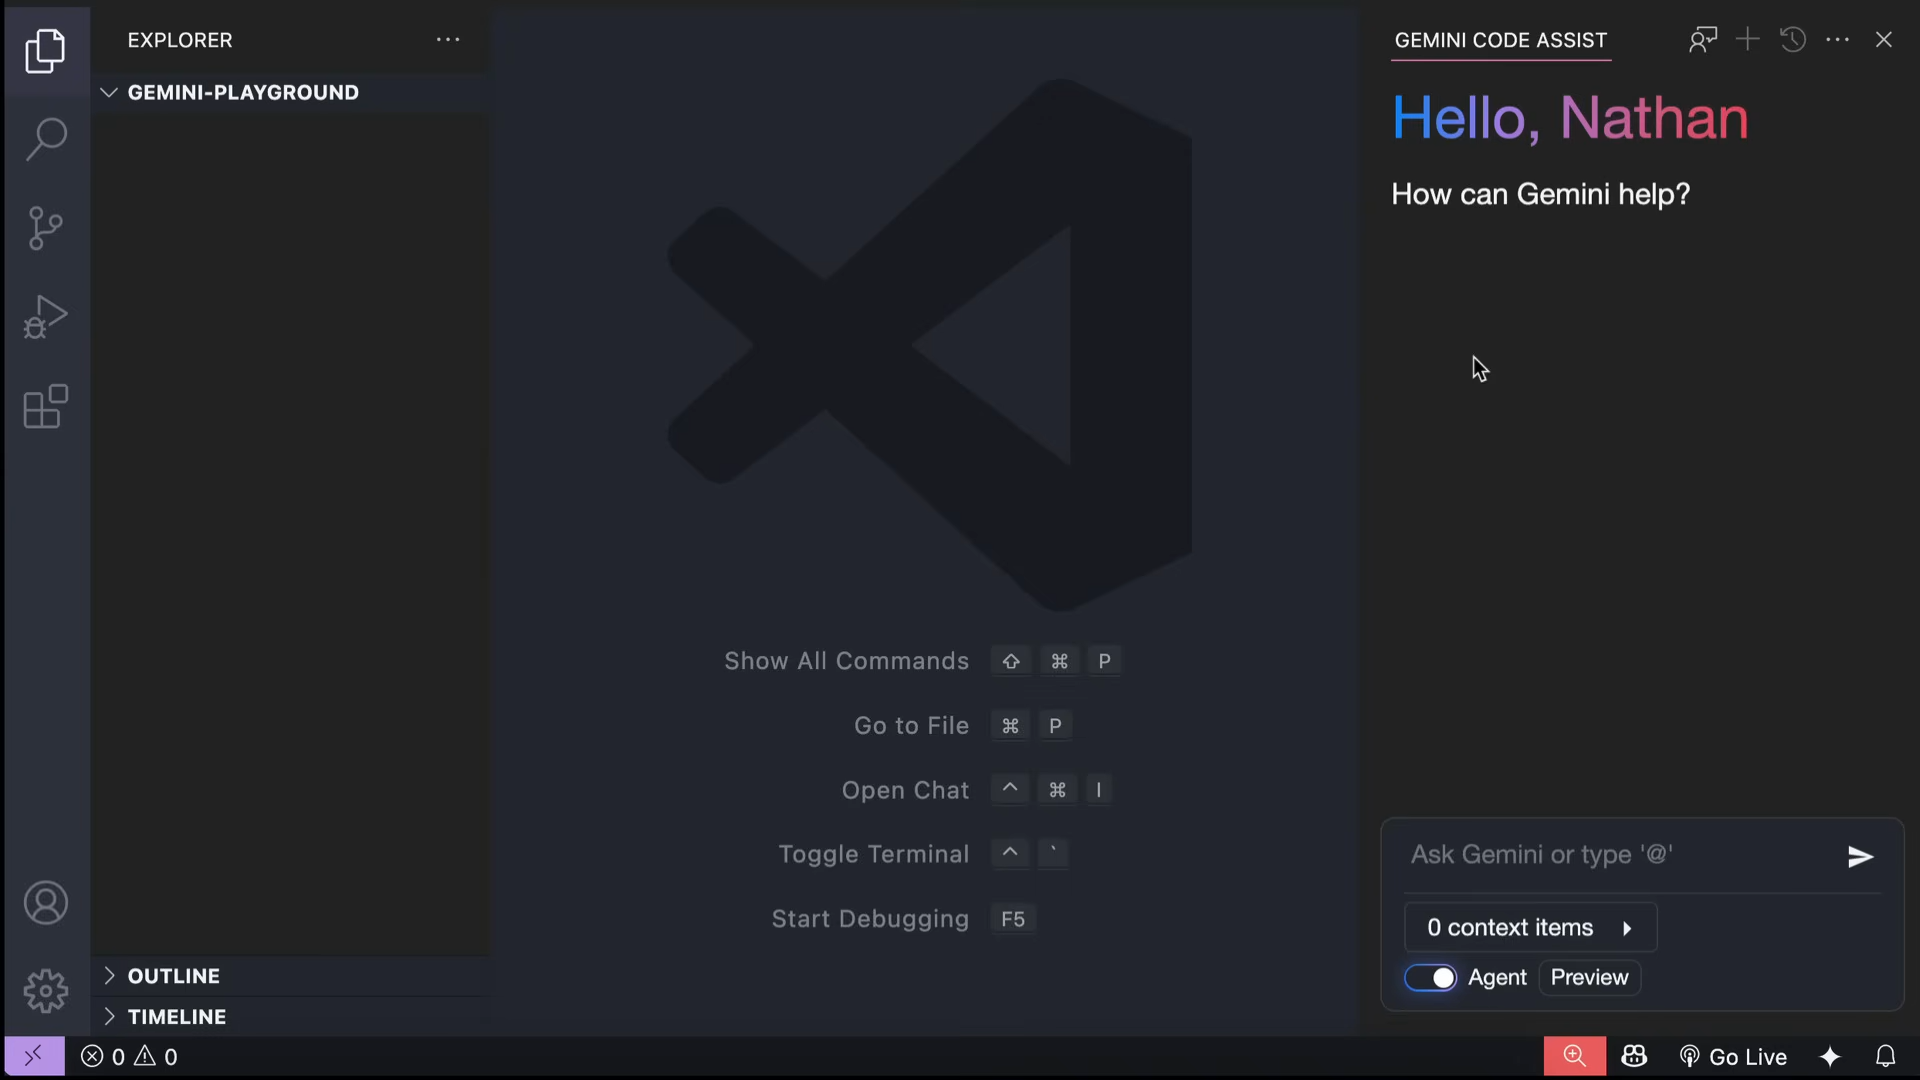 EXPLORER
GEMINI-PLAYGROUND
OUTLINE
TIMELINE
Show All Commands ⇧ ⌘ P
Go to File ⌘ P
Open Chat ^ ⌘ I
Toggle Terminal ^ `
Start Debugging F5
GEMINI CODE ASSIST
Hello, Nathan
How can Gemini help?
Ask Gemini or type '@'
0 context items
Agent Preview
0 0
Go Live